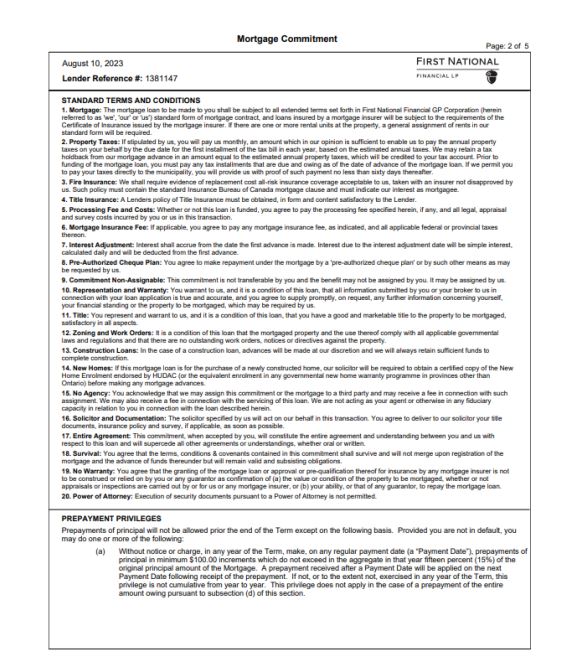 Mortgage Commitment
Page: 2 of 5
August 10, 2023
Lender Reference #: 1381147
FIRST NATIONAL
FINANCIAL LP
STANDARD TERMS AND CONDITIONS
1. Mortgage: The mortgage loan to be made to you shall be subject to all extended terms set forth in First National Financial GP Corporation (herein
referred to as 'we', 'our' or 'us') standard form of mortgage contract, and loans insured by a mortgage insurer will be subject to the requirements of the
Certificate of Insurance issued by the mortgage insurer. If there are one or more rental units at the property, a general assignment of rents in our
standard form will be required.
2. Property Taxes: If stipulated by us, you will pay us monthly, an amount which in our opinion is sufficient to enable us to pay the annual property
taxes on your behalf by the due date for the first installment of the tax bill in each year, based on the estimated annual taxes. We may retain a tax
holdback from our mortgage advance in an amount equal to the estimated annual property taxes, which will be credited to your tax account. Prior to
funding of the mortgage loan, you must pay any tax installments that are due and owing as of the date of advance of the mortgage loan. If we permit you
to pay your taxes directly to the municipality, you will provide us with proof of such payment no less than sixty days thereafter.
3. Fire Insurance: We shall require evidence of replacement cost all-risk insurance coverage acceptable to us, taken with an insurer not disapproved by
us. Such policy must contain the standard Insurance Bureau of Canada mortgage clause and must indicate our interest as mortgagee.
4. Title Insurance: A Lenders policy of Title Insurance must be obtained, in form and content satisfactory to the Lender.
5. Processing Fee and Costs: Whether or not this loan is funded, you agree to pay the processing fee specified herein, if any, and all legal, appraisal
and survey costs incurred by you or us in this transaction.
6. Mortgage Insurance Fee: If applicable, you agree to pay any mortgage insurance fee, as indicated, and all applicable federal or provincial taxes
thereon.
7. Interest Adjustment: Interest shall accrue from the date the first advance is made. Interest due to the interest adjustment date will be simple interest,
calculated daily and will be deducted from the first advance.
8. Pre-Authorized Cheque Plan: You agree to make repayment under the mortgage by a 'pre-authorized cheque plan' or by such other means as may
be requested by us.
9. Commitment Non-Assignable: This commitment is not transferable by you and the benefit may not be assigned by you. It may be assigned by us.
10. Representation and Warranty: You warrant to us, and it is a condition of this loan, that all information submitted by you or your broker to us in
connection with your loan application is true and accurate, and you agree to supply promptly, on request, any further information concerning yourself,
your financial standing or the property to be mortgaged, which may be required by us.
11. Title: You represent and warrant to us, and it is a condition of this loan, that you have a good and marketable title to the property to be mortgaged,
satisfactory in all aspects.
12. Zoning and Work Orders: It is a condition of this loan that the mortgaged property and the use thereof comply with all applicable governmental
laws and regulations and that there are no outstanding work orders, notices or directives against the property.
13. Construction Loans: In the case of a construction loan, advances will be made at our discretion and we will always retain sufficient funds to
complete construction.
14. New Homes: If this mortgage loan is for the purchase of a newly constructed home, our solicitor will be required to obtain a certified copy of the New
Home Enrolment endorsed by HUDAC (or the equivalent enrolment in any governmental new home warranty programme in provinces other than
Ontario) before making any mortgage advances.
15. No Agency: You acknowledge that we may assign this commitment or the mortgage to a third party and may receive a fee in connection with such
assignment. We may also receive a fee in connection with the servicing of this loan. We are not acting as your agent or otherwise in any fiduciary
capacity in relation to you in connection with the loan described herein.
16. Solicitor and Documentation: The solicitor specified by us will act on our behalf in this transaction. You agree to deliver to our solicitor your title
documents, insurance policy and survey, if applicable, as soon as possible.
17. Entire Agreement: This commitment, when accepted by you, will constitute the entire agreement and understanding between you and us with
respect to this loan and will supercede all other agreements or understandings, whether oral or written.
18. Survival: You agree that the terms, conditions & covenants contained in this commitment shall survive and will not merge upon registration of the
mortgage and the advance of funds thereunder but will remain valid and subsisting obligations.
19. No Warranty: You agree that the granting of the mortgage loan or approval or pre-qualification thereof for insurance by any mortgage insurer is not
to be construed or relied on by you or any guarantor as confirmation of (a) the value or condition of the property to be mortgaged, whether or not
appraisals or inspections are carried out by or for us or any mortgage insurer, or (b) your ability, or that of any guarantor, to repay the mortgage loan.
20. Power of Attorney: Execution of security documents pursuant to a Power of Attorney is not permitted.
PREPAYMENT PRIVILEGES
Prepayments of principal will not be allowed prior the end of the Term except on the following basis. Provided you are not in default, you
may do one or more of the following:
(a) Without notice or charge, in any year of the Term, make, on any regular payment date (a "Payment Date"), prepayments of
principal in minimum $100.00 increments which do not exceed in the aggregate in that year fifteen percent (15%) of the
original principal amount of the Mortgage. A prepayment received after a Payment Date will be applied on the next
Payment Date following receipt of the prepayment. If not, or to the extent not, exercised in any year of the Term, this
privilege is not cumulative from year to year. This privilege does not apply in the case of a prepayment of the entire
amount owing pursuant to subsection (d) of this section.